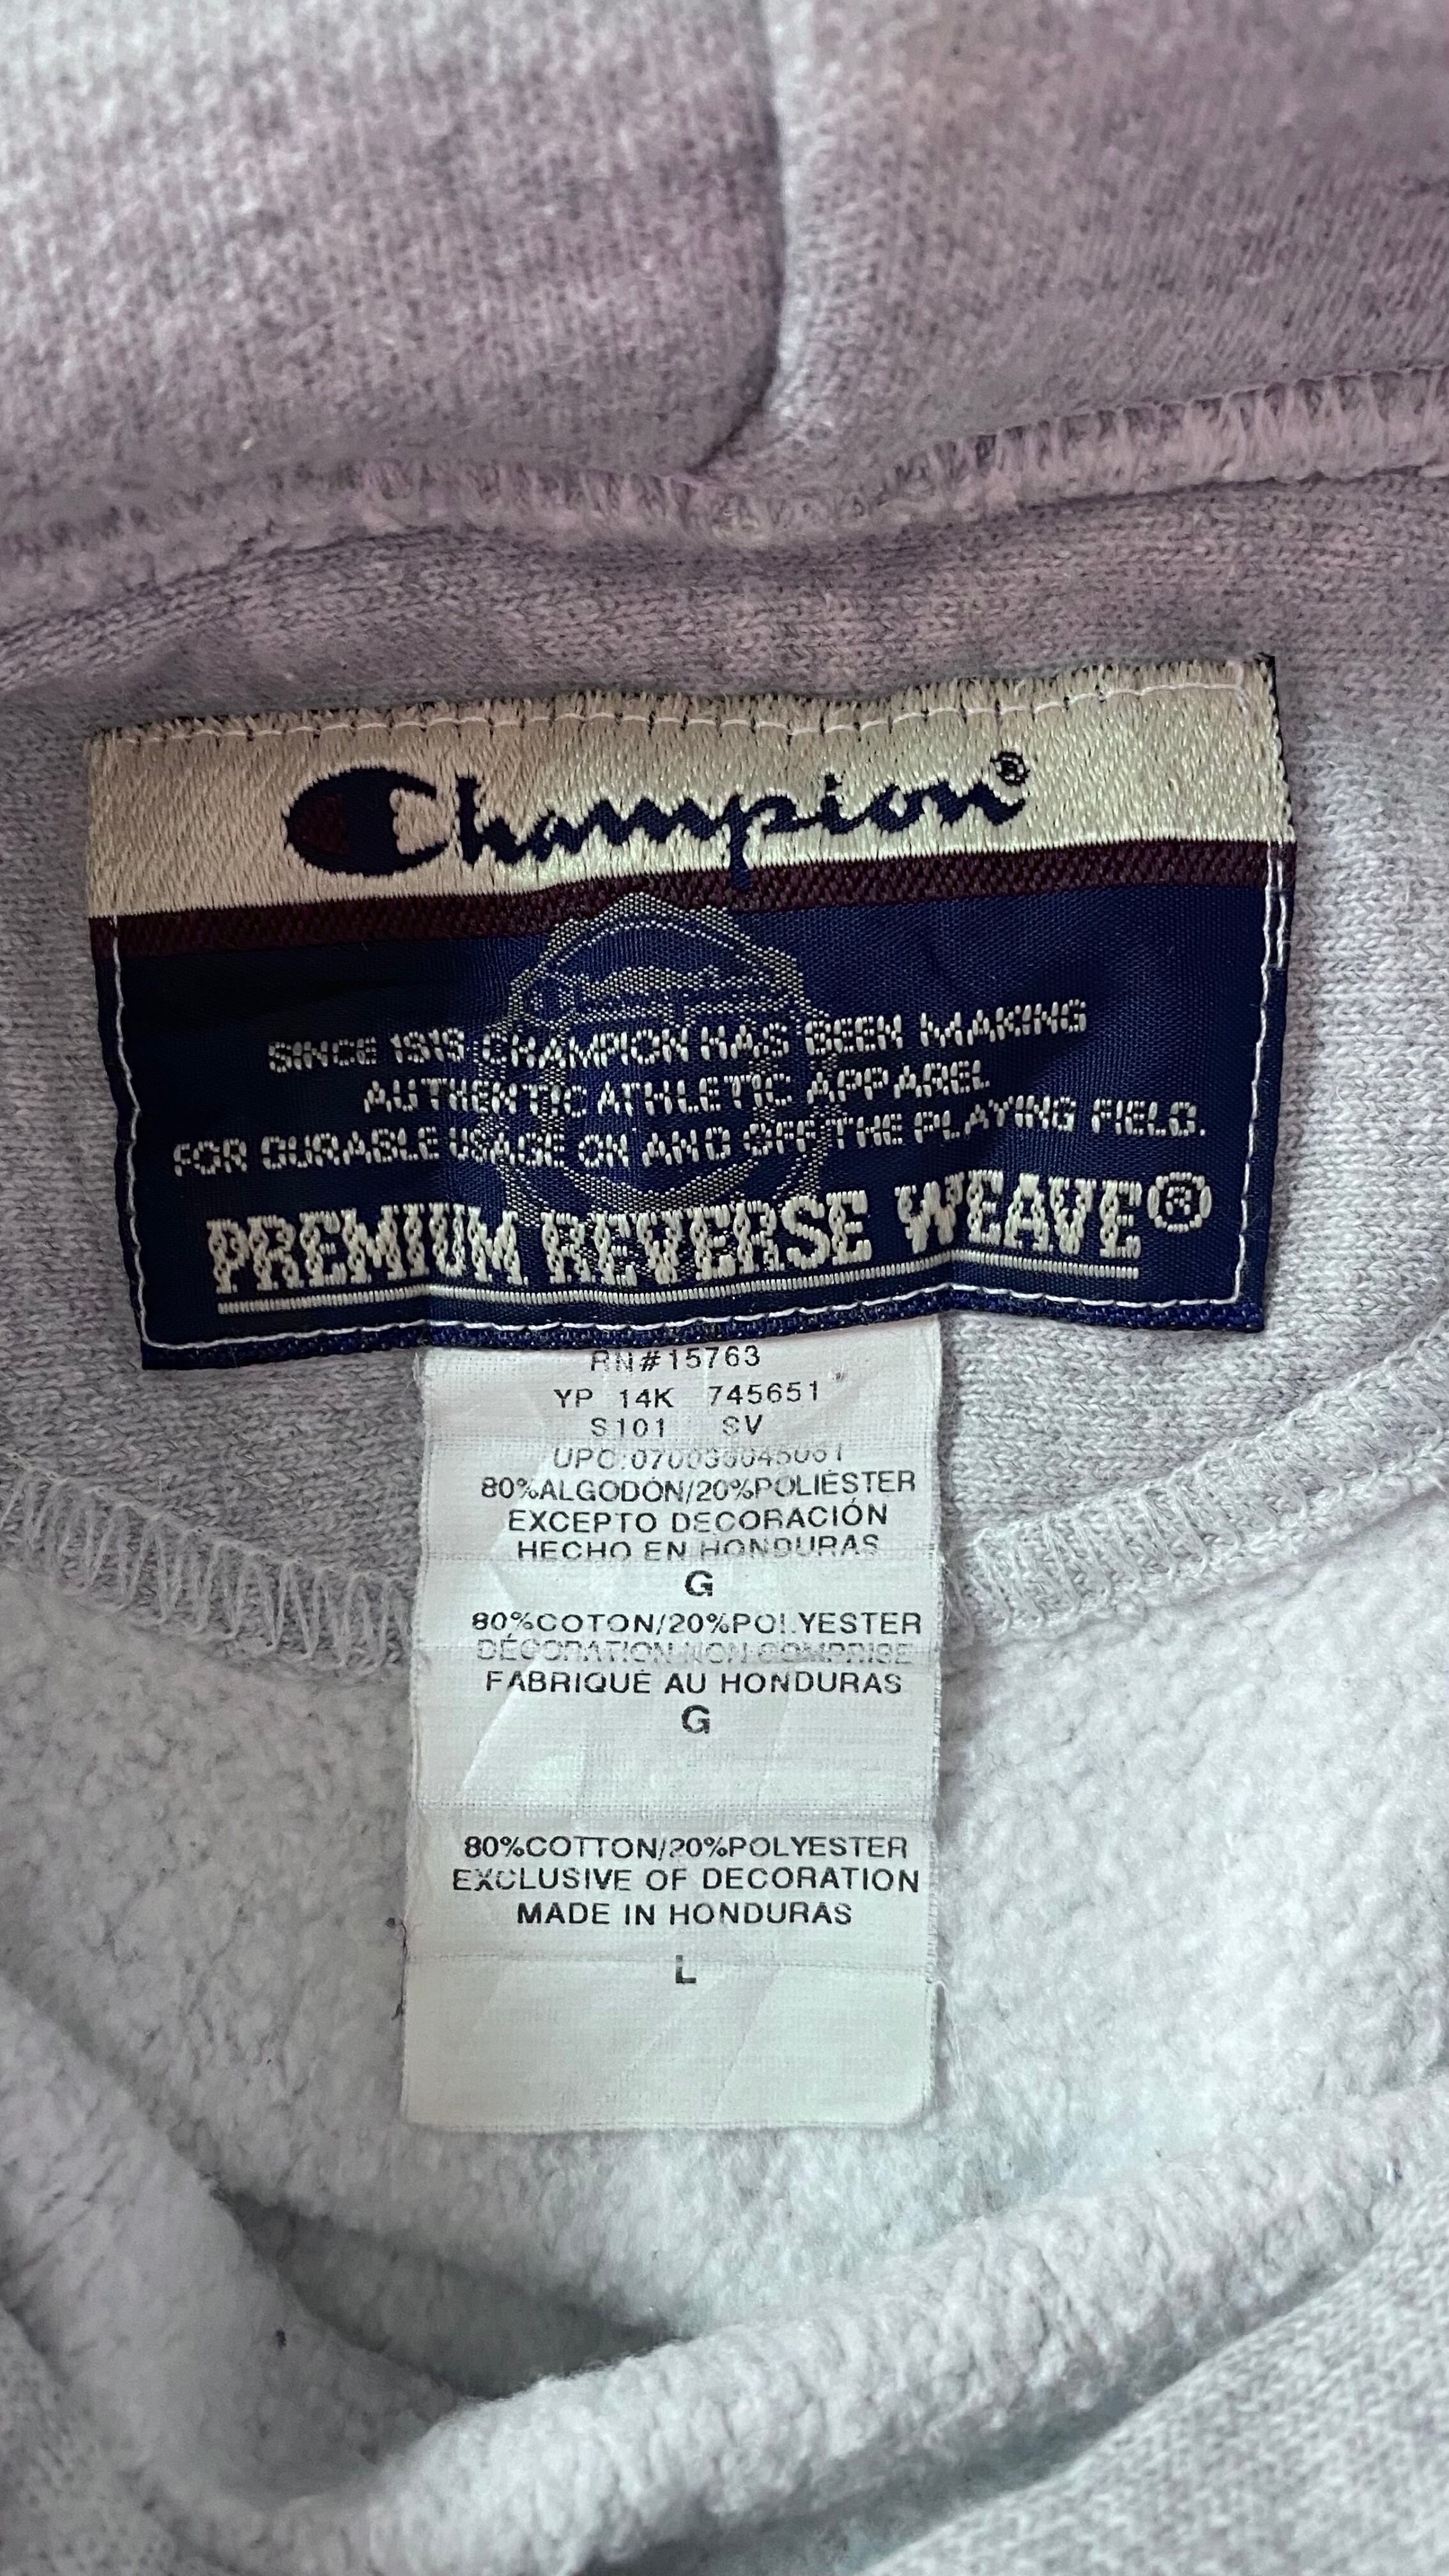 Champion®
SINCE 1919 CHAMPION HAS BEEN MAKING
AUTHENTIC ATHLETIC APPAREL
FOR DURABLE USAGE ON AND OFF THE PLAYING FIELD.
PREMIUM REVERSE WEAVE®
RN#15763
YP 14K 745651
S101 SV
80%ALGODÓN/20%POLIÉSTER
EXCEPTO DECORACIÓN
HECHO EN HONDURAS
G
80%COTON/20%POLYESTER
DÉCORATION NON COMPRISE
FABRIQUÉ AU HONDURAS
G
80%COTTON/20%POLYESTER
EXCLUSIVE OF DECORATION
MADE IN HONDURAS
L